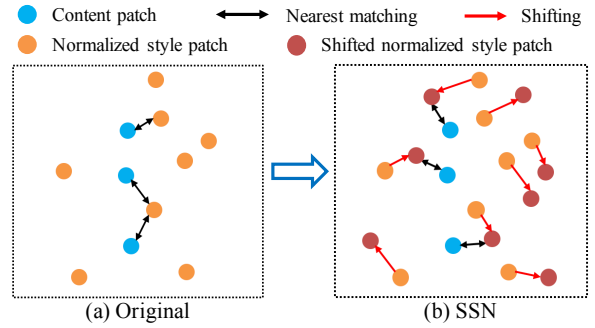 Content patch
Nearest matching
Shifting
Normalized style patch
Shifted normalized style patch
(a) Original
(b) SSN